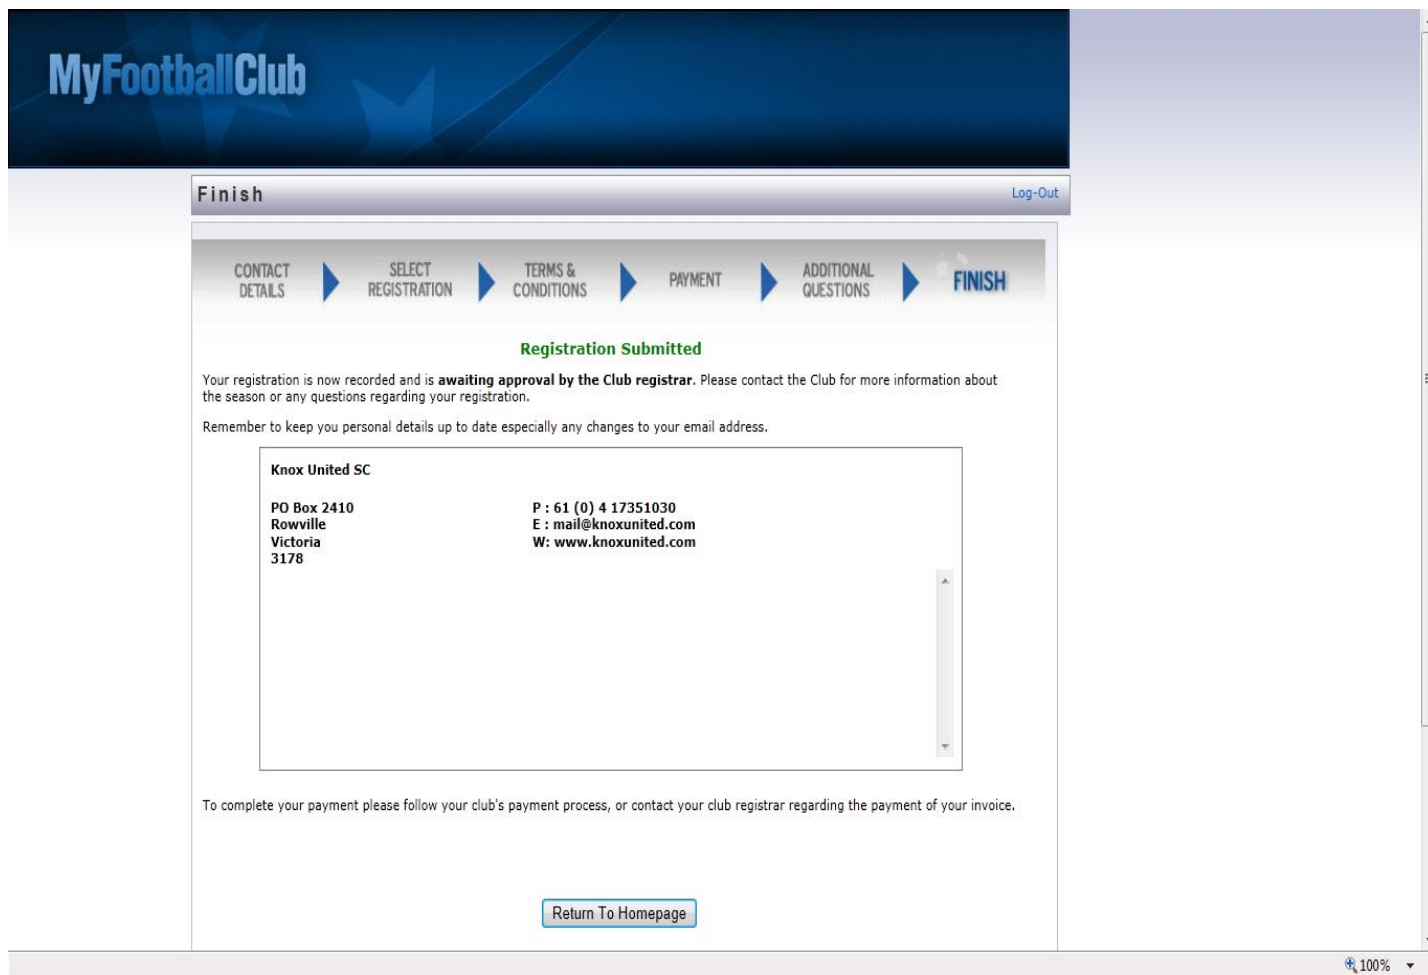 MyFootballClub
Finish
Log-Out
CONTACT
DETAILS
SELECT
REGISTRATION
TERMS &
CONDITIONS
PAYMENT
ADDITIONAL
QUESTIONS
FINISH
Registration Submitted
Your registration is now recorded and is awaiting approval by the Club registrar. Please contact the Club for more information about
the season or any questions regarding your registration.
Remember to keep you personal details up to date especially any changes to your email address.
Knox United SC
PO Box 2410
Rowville
Victoria
3178
P : 61 (0) 4 17351030
E : mail@knoxunited.com
W: www.knoxunited.com
To complete your payment please follow your club's payment process, or contact your club registrar regarding the payment of your invoice.
Return To Homepage
100%